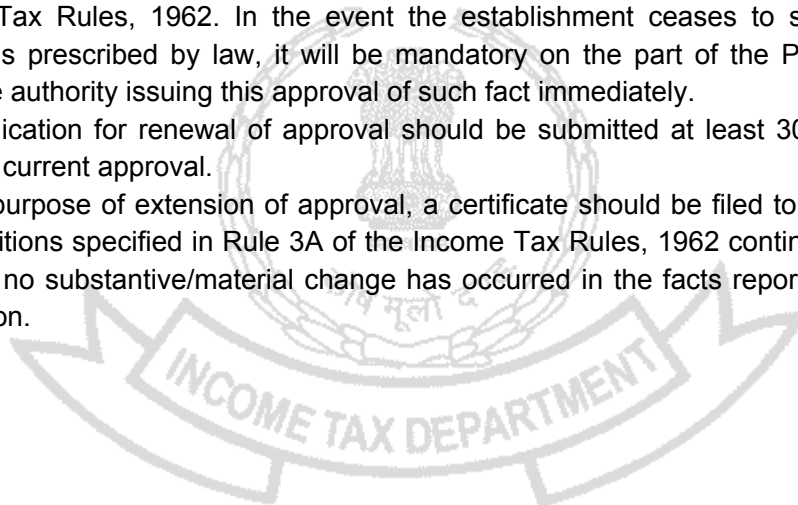 Tax Rules, 1962. In the event the establishment ceases to s
s prescribed by law, it will be mandatory on the part of the P
e authority issuing this approval of such fact immediately.
ication for renewal of approval should be submitted at least 30
current approval.
purpose of extension of approval, a certificate should be filed to
itions specified in Rule 3A of the Income Tax Rules, 1962 contin
no substantive/material change has occurred in the facts repor
on.
कोष मूलो दण्डः
INCOME TAX DEPARTMENT